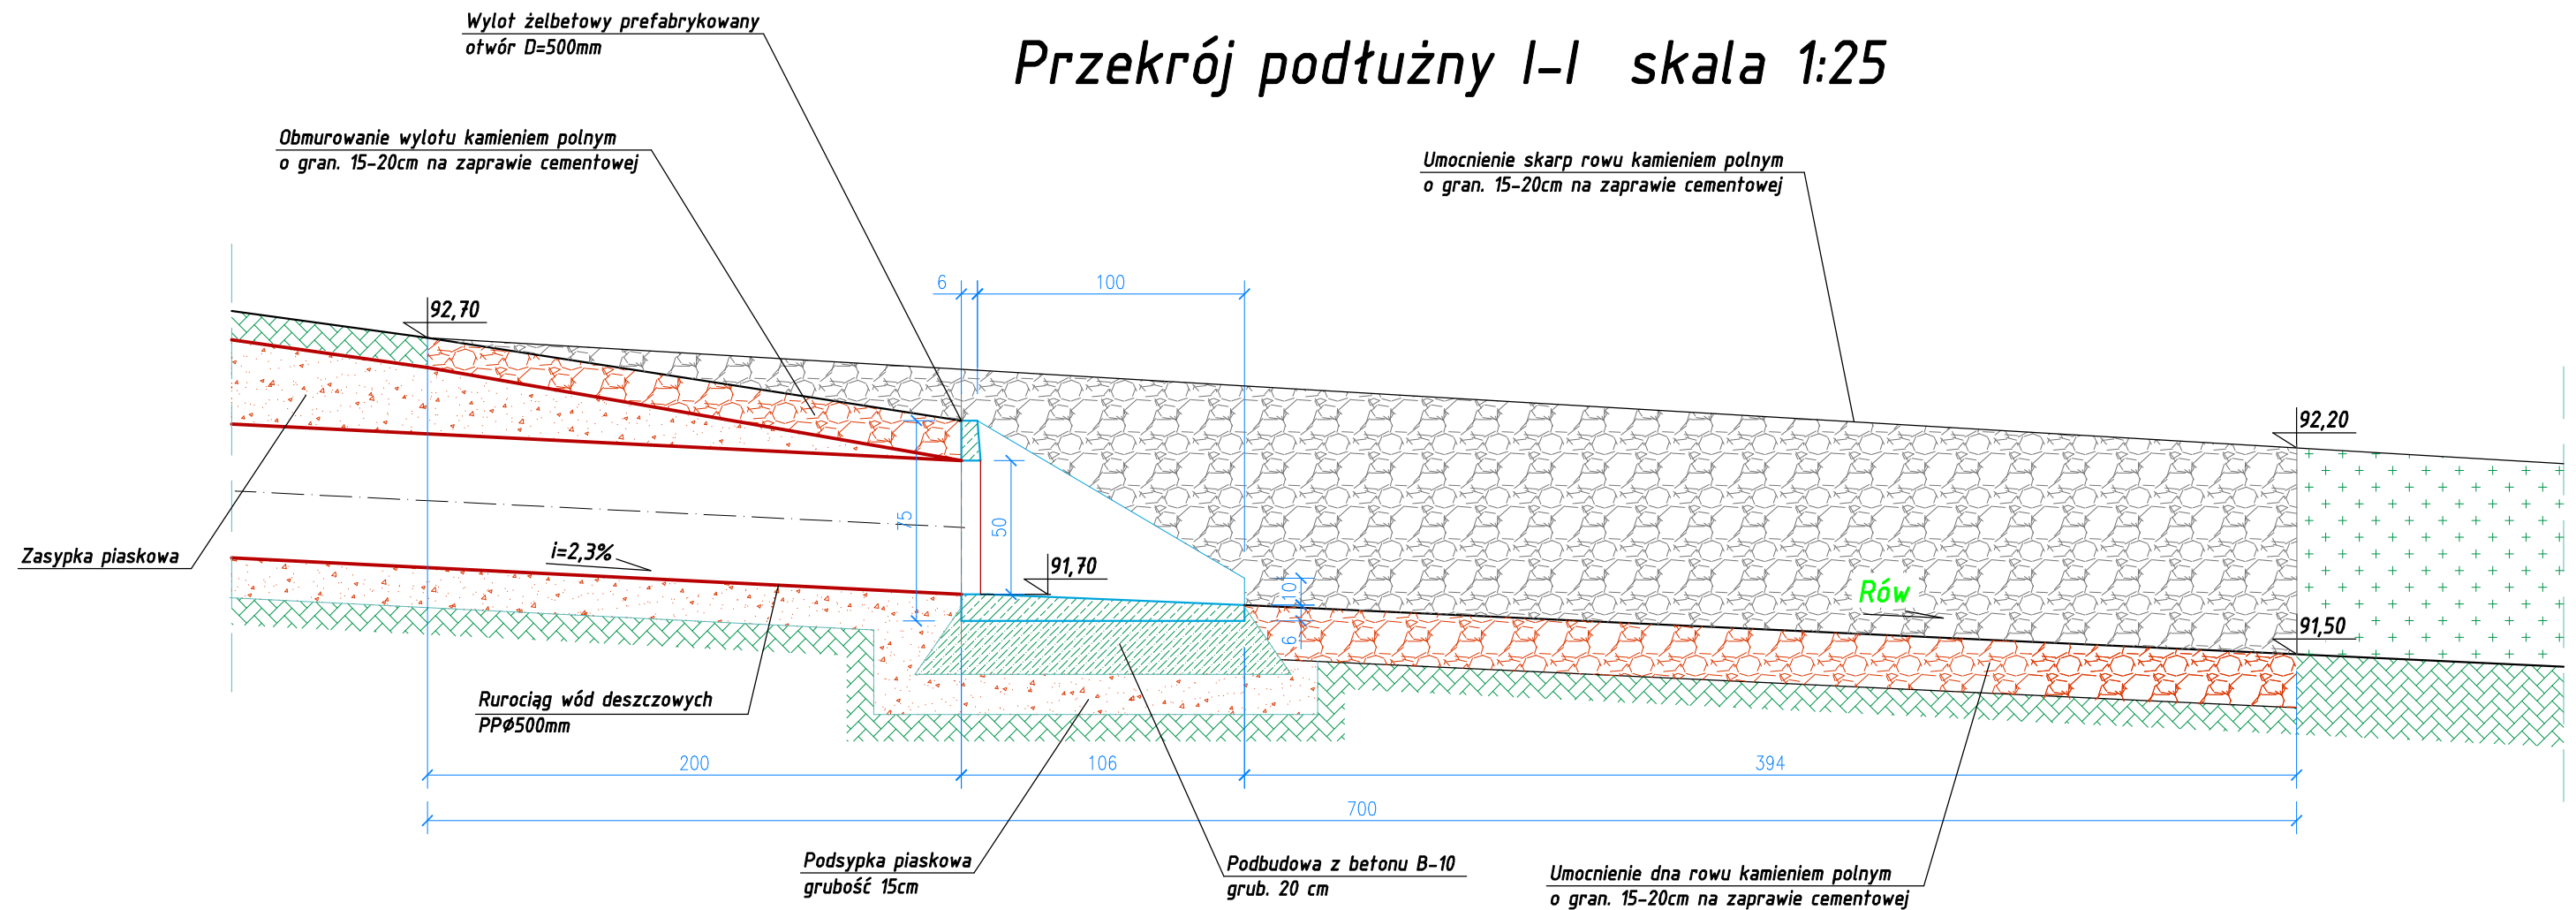 Wylot żelbetowy prefabrykowany
otwór D=500mm
Przekrój podłużny I-I skala 1:25
Obmurowanie wylotu kamieniem polnym
o gran. 15-20cm na zaprawie cementowej
Umocnienie skarp rowu kamieniem polnym
o gran. 15-20cm na zaprawie cementowej
6
100
92,70
92,20
75
50
Zasypka piaskowa
i=2,3%
91,70
10
Rów
6
91,50
Rurociąg wód deszczowych
PPØ500mm
200
106
394
700
Podsypka piaskowa
grubość 15cm
Podbudowa z betonu B-10
grub. 20 cm
Umocnienie dna rowu kamieniem polnym
o gran. 15-20cm na zaprawie cementowej